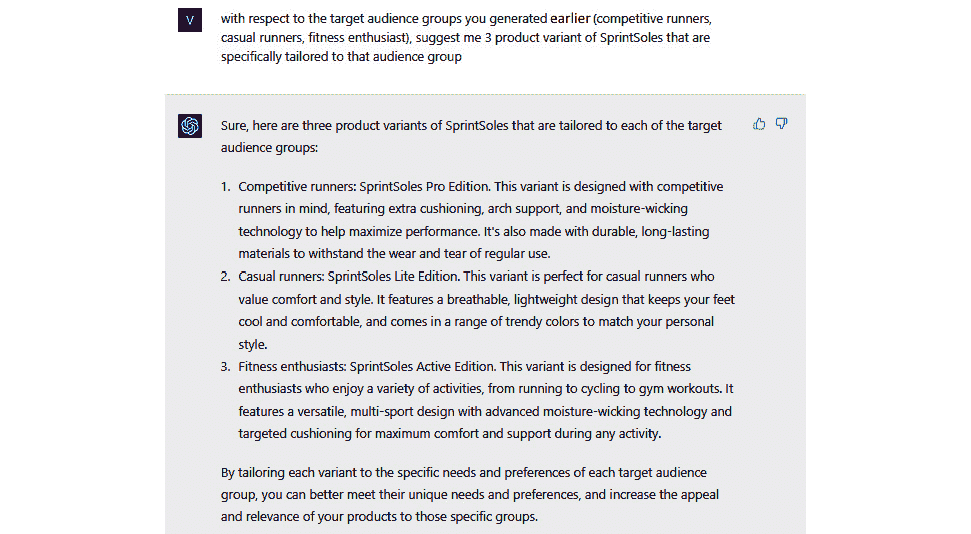 V
with respect to the target audience groups you generated earlier (competitive runners,
casual runners, fitness enthusiast), suggest me 3 product variant of SprintSoles that are
specifically tailored to that audience group
Sure, here are three product variants of SprintSoles that are tailored to each of the target
audience groups:
1. Competitive runners: SprintSoles Pro Edition. This variant is designed with competitive
runners in mind, featuring extra cushioning, arch support, and moisture-wicking
technology to help maximize performance. It's also made with durable, long-lasting
materials to withstand the wear and tear of regular use.
2. Casual runners: SprintSoles Lite Edition. This variant is perfect for casual runners who
value comfort and style. It features a breathable, lightweight design that keeps your feet
cool and comfortable, and comes in a range of trendy colors to match your personal
style.
3. Fitness enthusiasts: SprintSoles Active Edition. This variant is designed for fitness
enthusiasts who enjoy a variety of activities, from running to cycling to gym workouts. It
features a versatile, multi-sport design with advanced moisture-wicking technology and
targeted cushioning for maximum comfort and support during any activity.
By tailoring each variant to the specific needs and preferences of each target audience
group, you can better meet their unique needs and preferences, and increase the appeal
and relevance of your products to those specific groups.